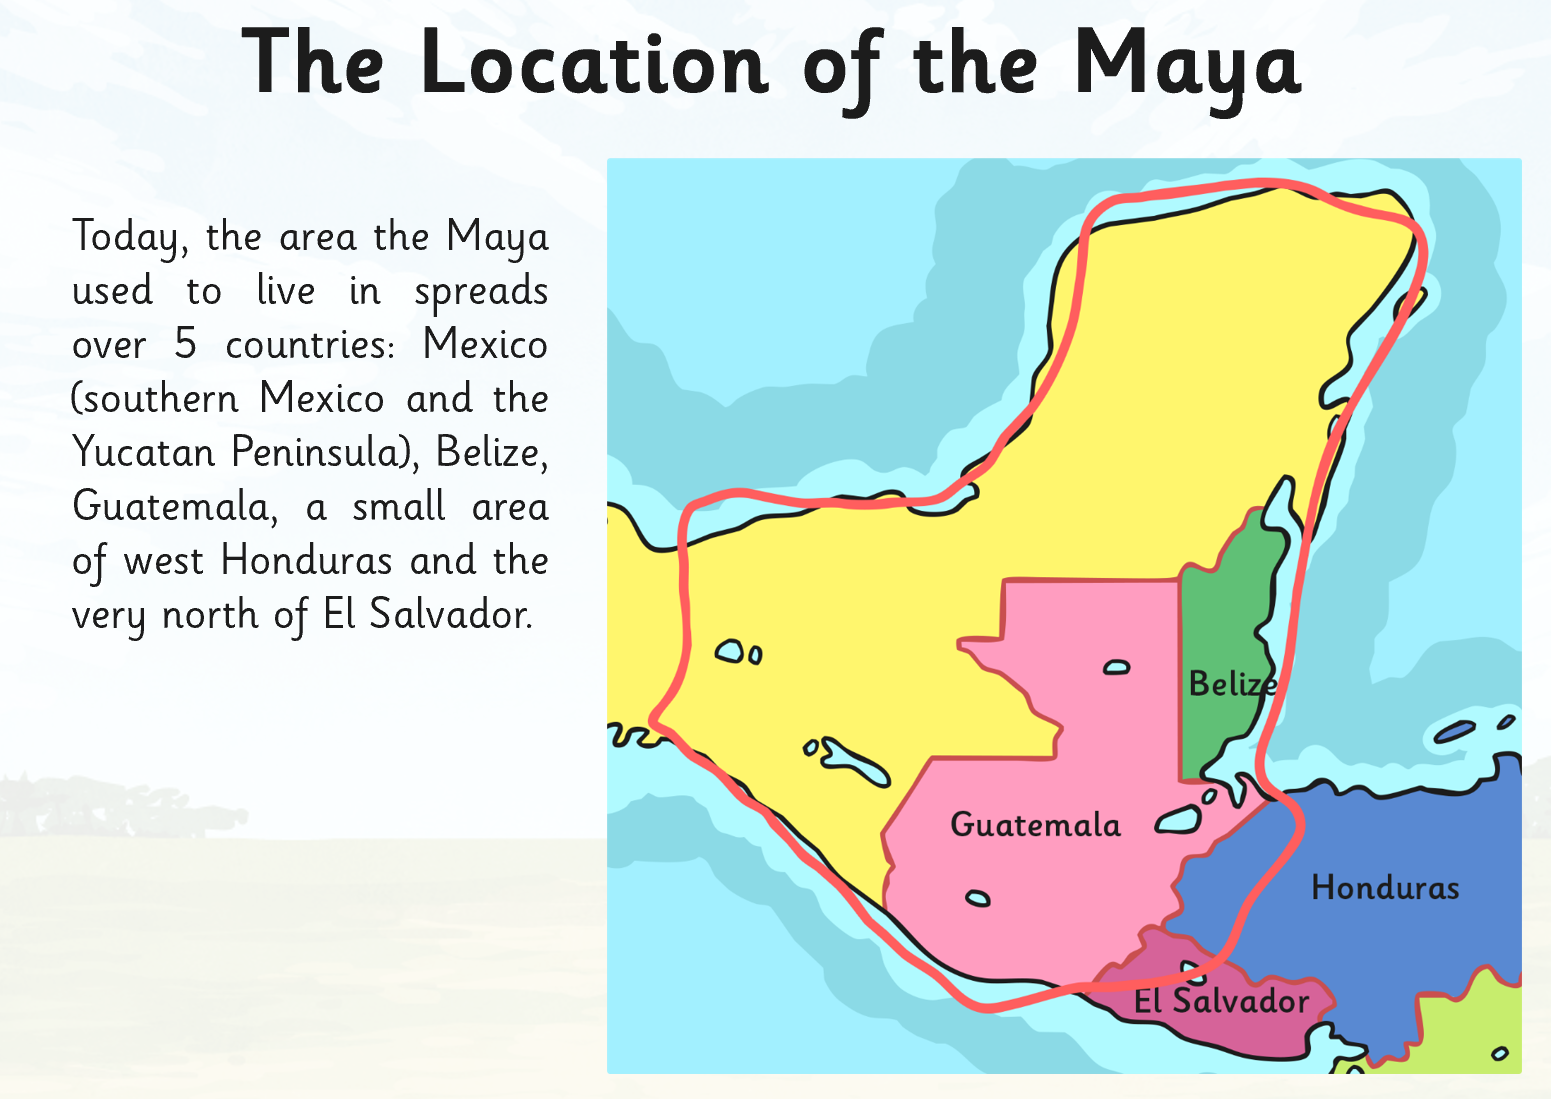 The Location of the Maya
Today, the area the Maya
used to live in spreads
over 5 countries: Mexico
(southern Mexico and the
Yucatan Peninsula), Belize,
Guatemala, a small area
of west Honduras and the
very north of El Salvador.
Belize
Guatemala
Honduras
El Salvador